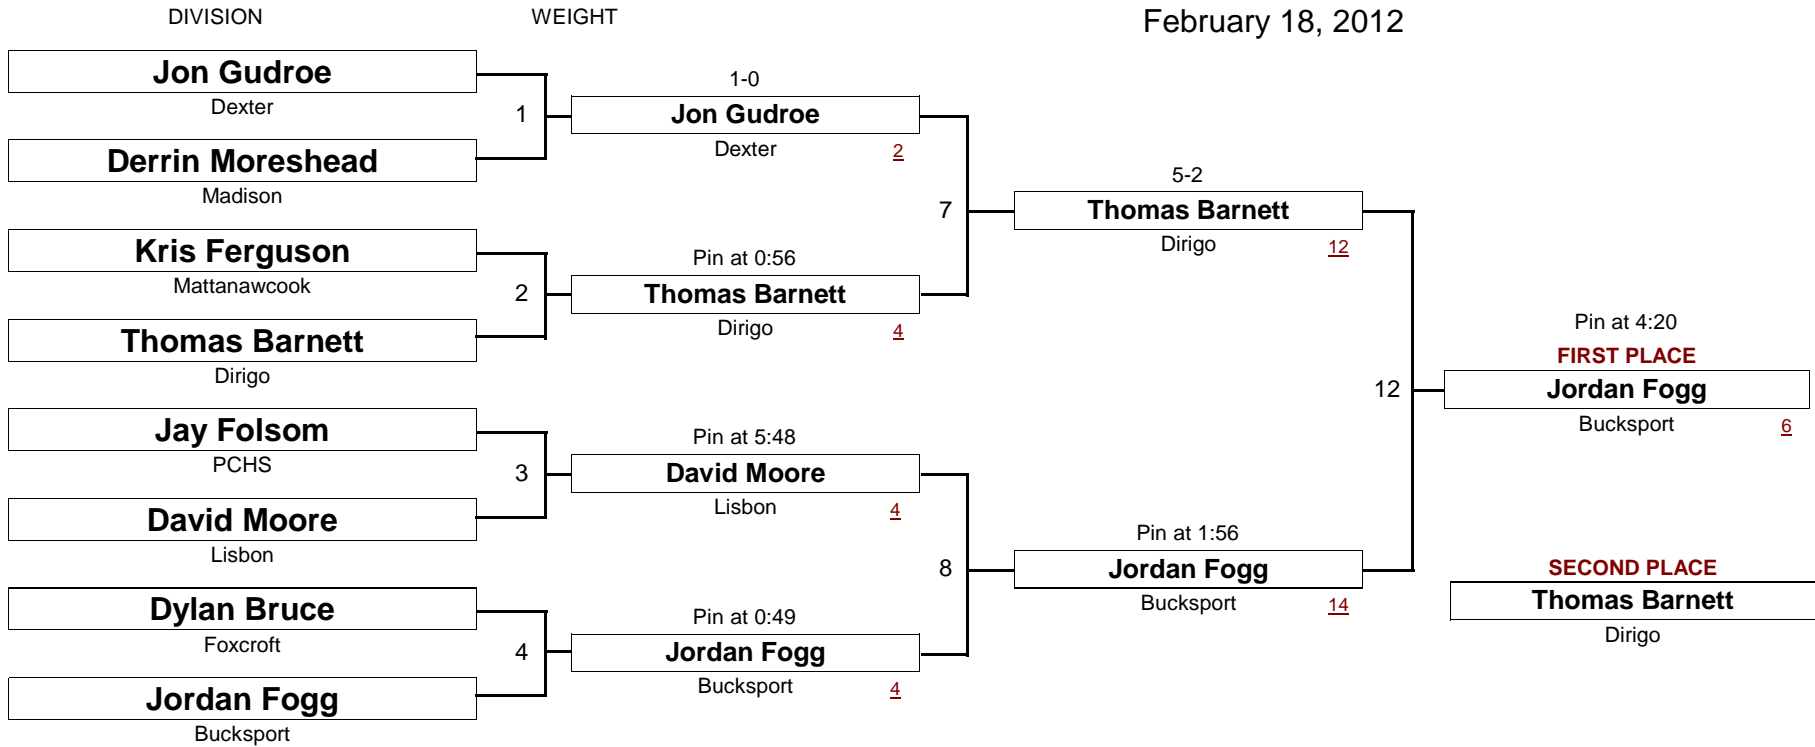 DIVISION
WEIGHT
February 18, 2012
Jon Gudroe
Dexter
1
Derrin Moreshead
Madison
Kris Ferguson
Mattanawcook
2
Thomas Barnett
Dirigo
Jay Folsom
PCHS
3
David Moore
Lisbon
Dylan Bruce
Foxcroft
4
Jordan Fogg
Bucksport
1-0
Jon Gudroe
Dexter
2
7
Pin at 0:56
Thomas Barnett
Dirigo
4
Pin at 5:48
David Moore
Lisbon
4
8
Pin at 0:49
Jordan Fogg
Bucksport
4
5-2
Thomas Barnett
Dirigo
12
12
Pin at 1:56
Jordan Fogg
Bucksport
14
Pin at 4:20
FIRST PLACE
Jordan Fogg
Bucksport
6
SECOND PLACE
Thomas Barnett
Dirigo